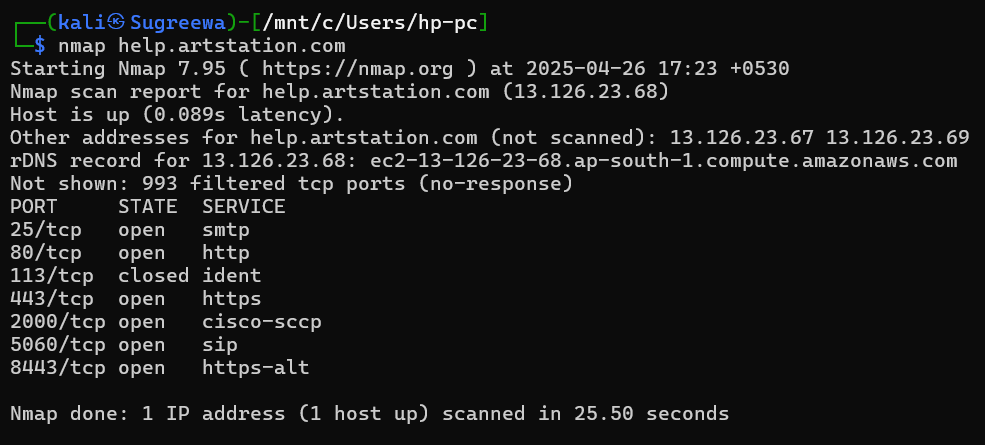 ┌──(kali㉿Sugreewa)-[/mnt/c/Users/hp-pc]
└─$ nmap help.artstation.com
Starting Nmap 7.95 ( https://nmap.org ) at 2025-04-26 17:23 +0530
Nmap scan report for help.artstation.com (13.126.23.68)
Host is up (0.089s latency).
Other addresses for help.artstation.com (not scanned): 13.126.23.67 13.126.23.69
rDNS record for 13.126.23.68: ec2-13-126-23-68.ap-south-1.compute.amazonaws.com
Not shown: 993 filtered tcp ports (no-response)
PORT     STATE  SERVICE
25/tcp   open   smtp
80/tcp   open   http
113/tcp  closed ident
443/tcp  open   https
2000/tcp open   cisco-sccp
5060/tcp open   sip
8443/tcp open   https-alt
Nmap done: 1 IP address (1 host up) scanned in 25.50 seconds